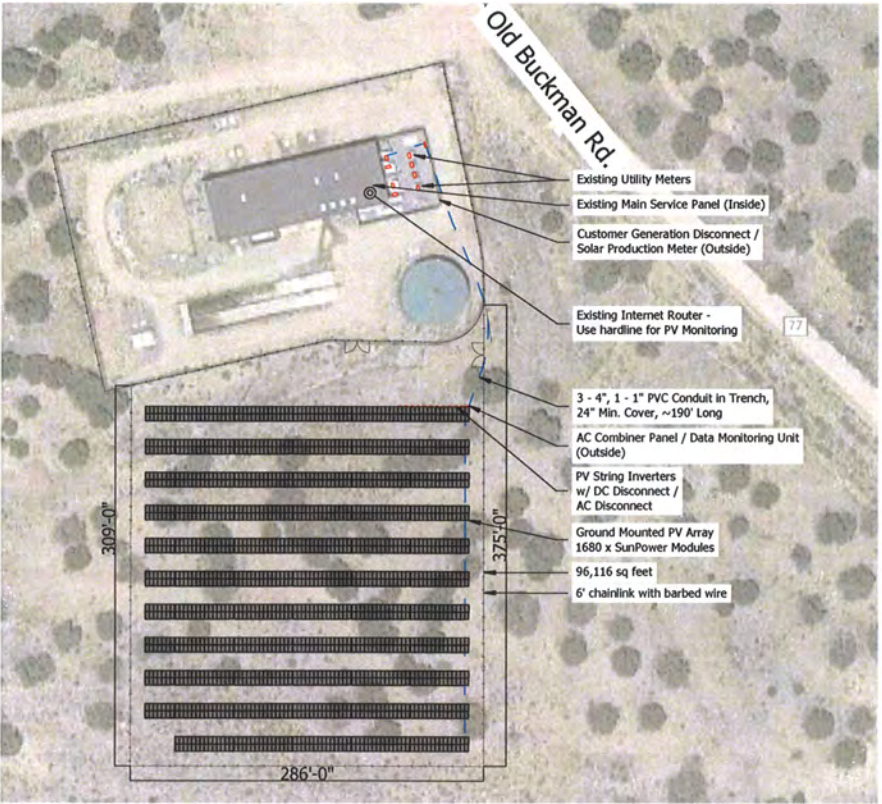 Old Buckman Rd.
Existing Utility Meters
Existing Main Service Panel (Inside)
Customer Generation Disconnect /
Solar Production Meter (Outside)
Existing Internet Router -
Use hardline for PV Monitoring
77
3 - 4", 1 - 1" PVC Conduit in Trench,
24" Min. Cover, ~190' Long
AC Combiner Panel / Data Monitoring Unit
(Outside)
PV String Inverters
w/ DC Disconnect /
AC Disconnect
Ground Mounted PV Array
1680 x SunPower Modules
96,116 sq feet
6' chainlink with barbed wire
309'-0"
375'-0"
286'-0"